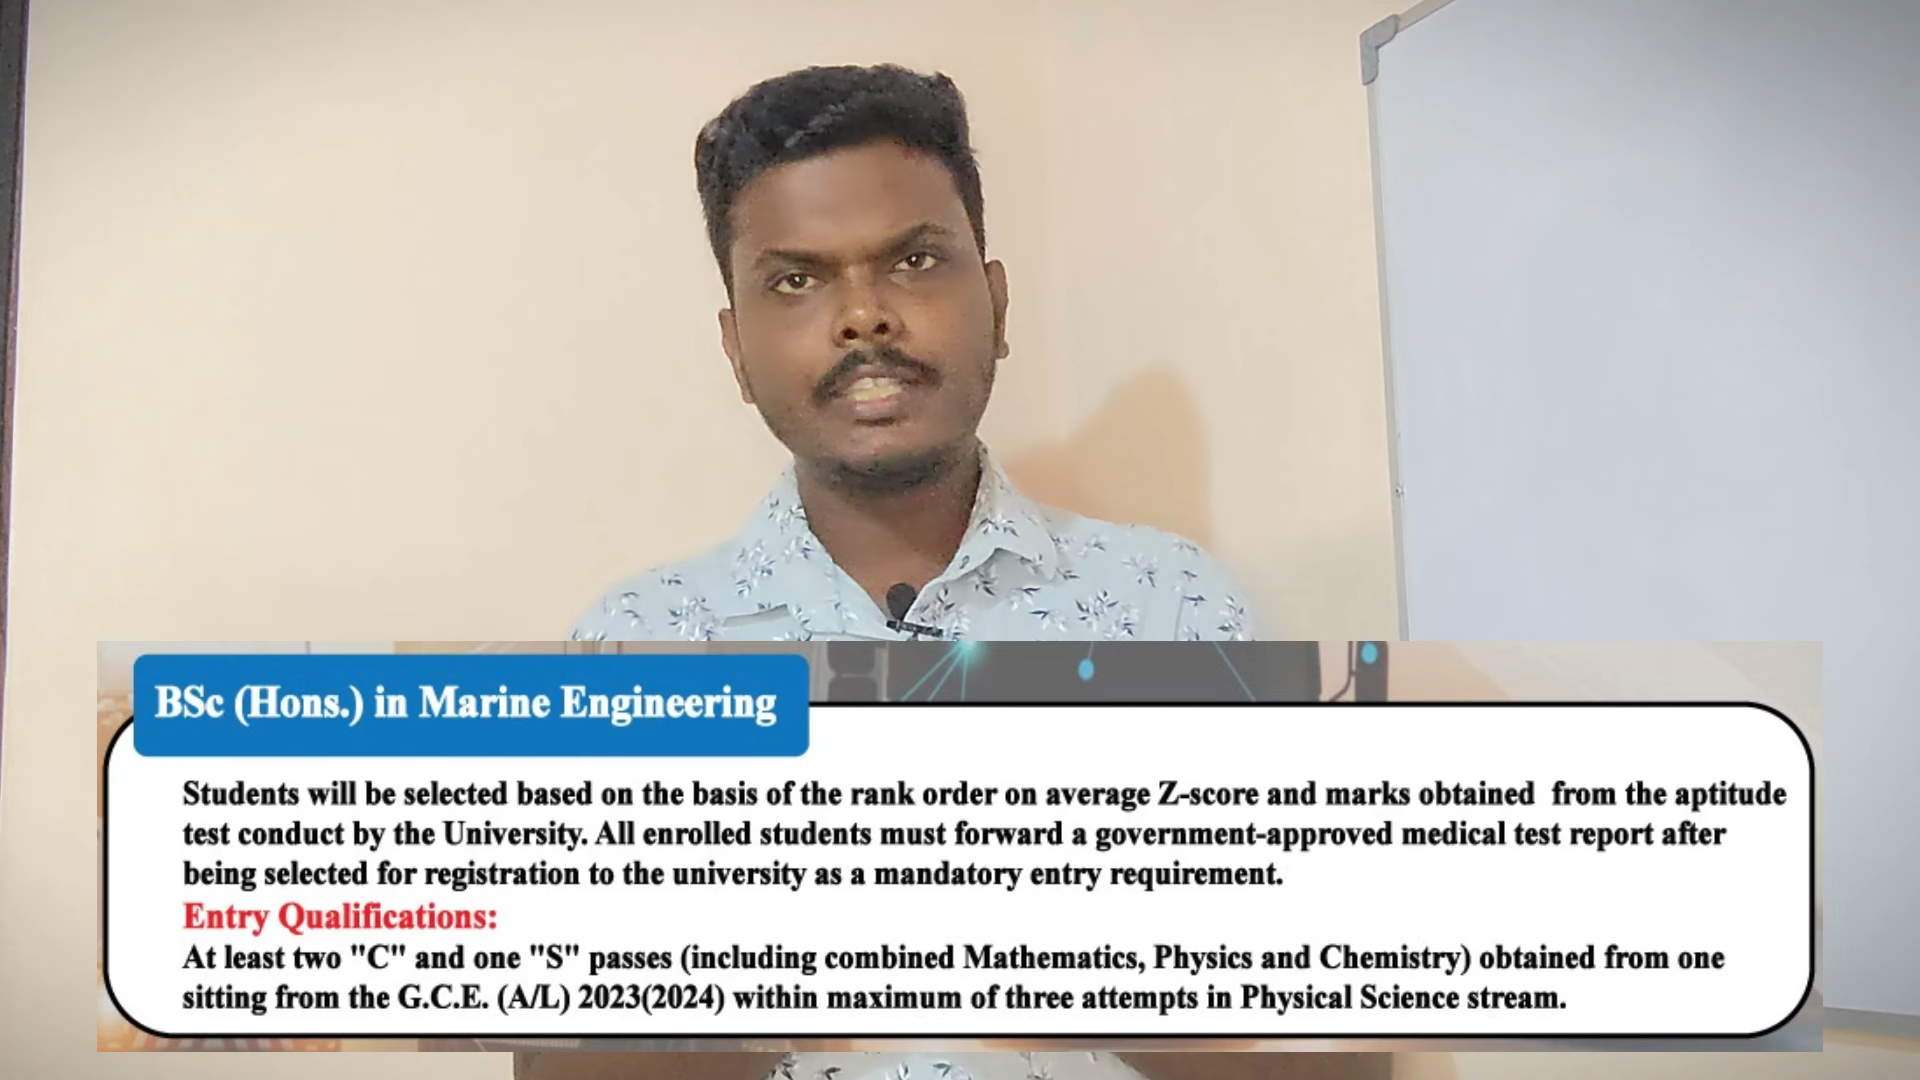 BSc (Hons.) in Marine Engineering
Students will be selected based on the basis of the rank order on average Z-score and marks obtained from the aptitude
test conduct by the University. All enrolled students must forward a government-approved medical test report after
being selected for registration to the university as a mandatory entry requirement.
Entry Qualifications:
At least two "C" and one "S" passes (including combined Mathematics, Physics and Chemistry) obtained from one
sitting from the G.C.E. (A/L) 2023(2024) within maximum of three attempts in Physical Science stream.